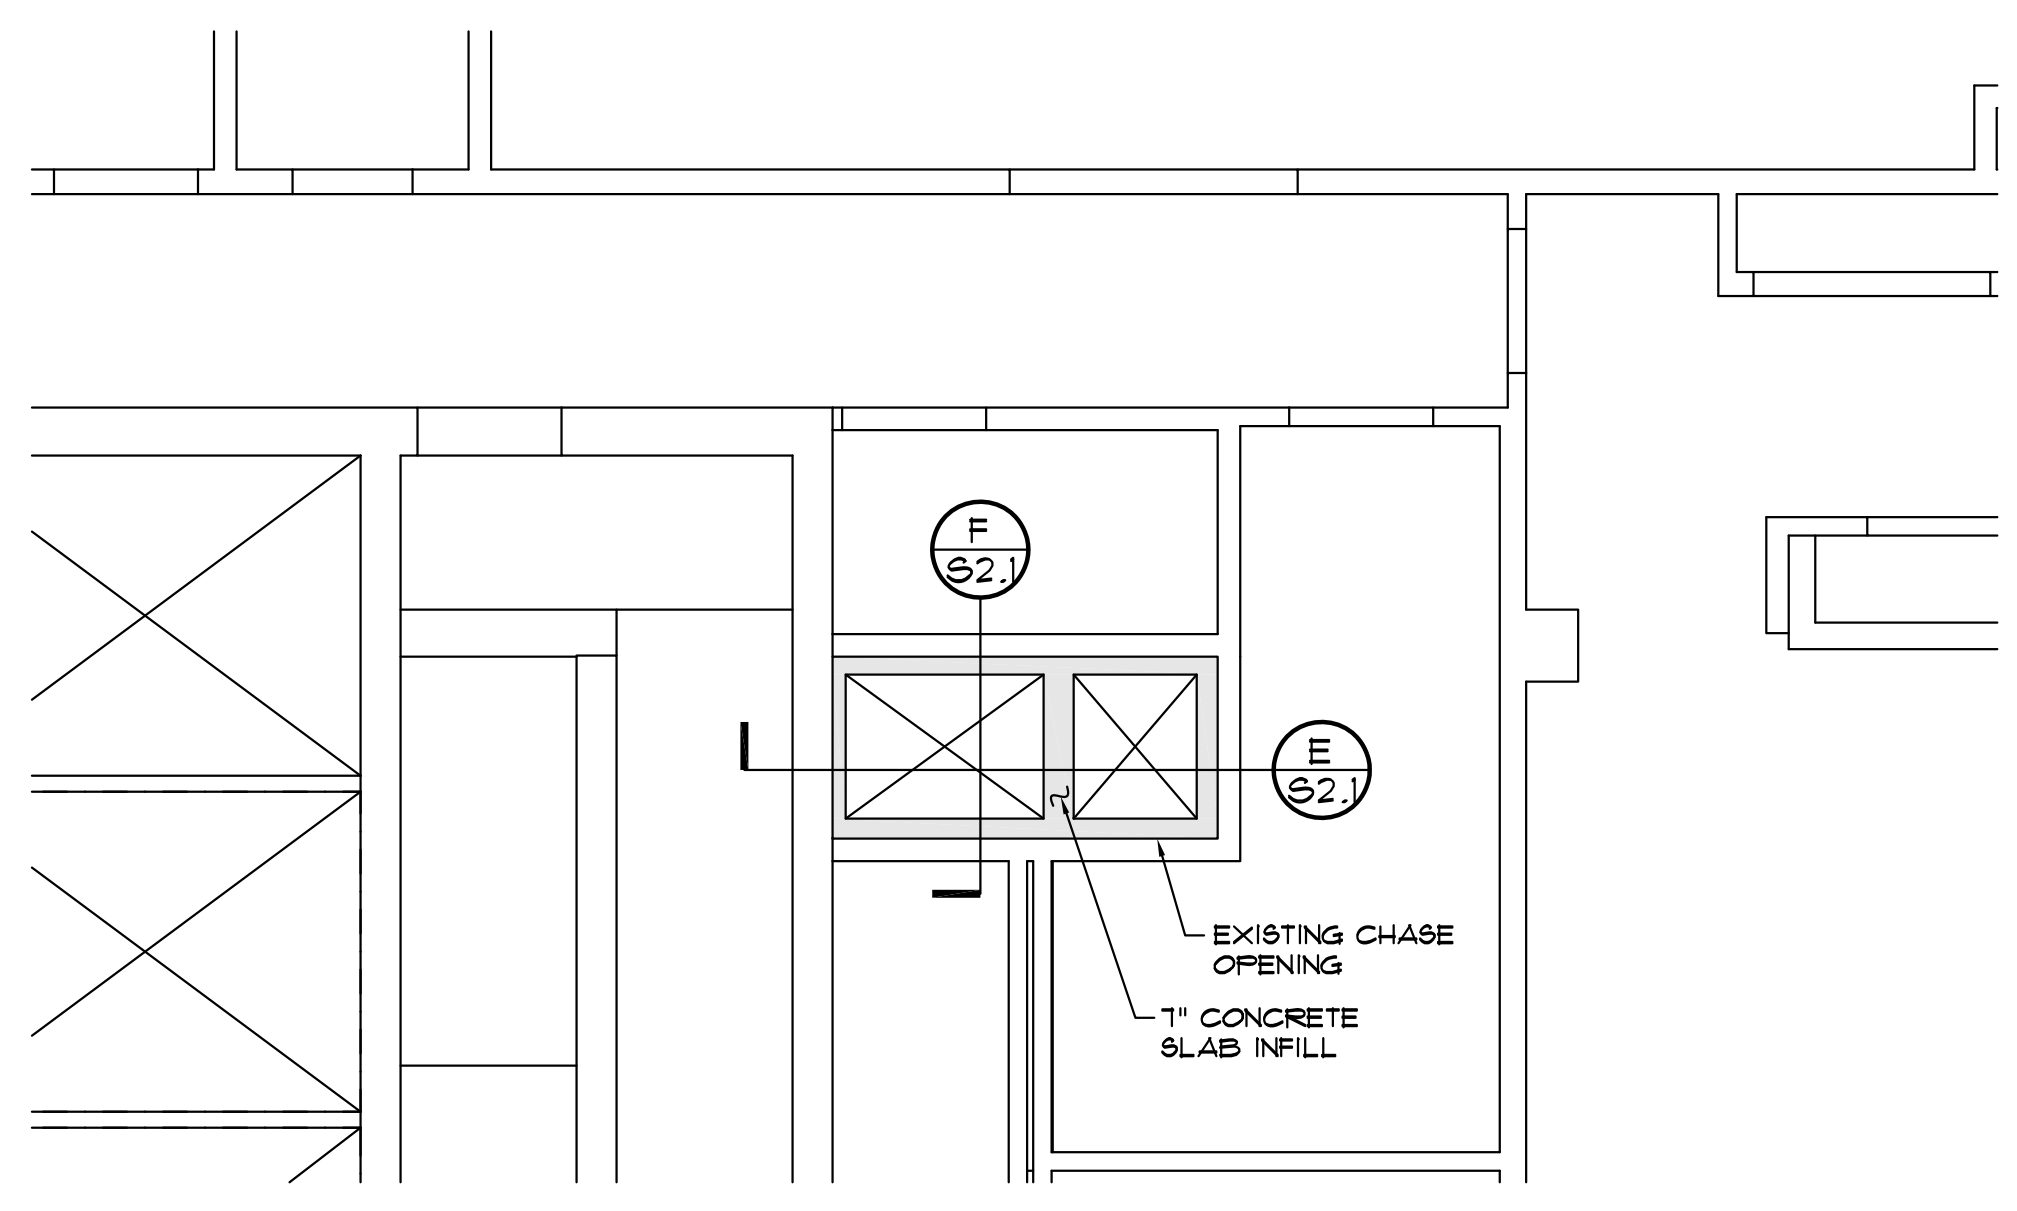 F
S2.1
E
S2.1
EXISTING CHASE
OPENING
7" CONCRETE
SLAB INFILL